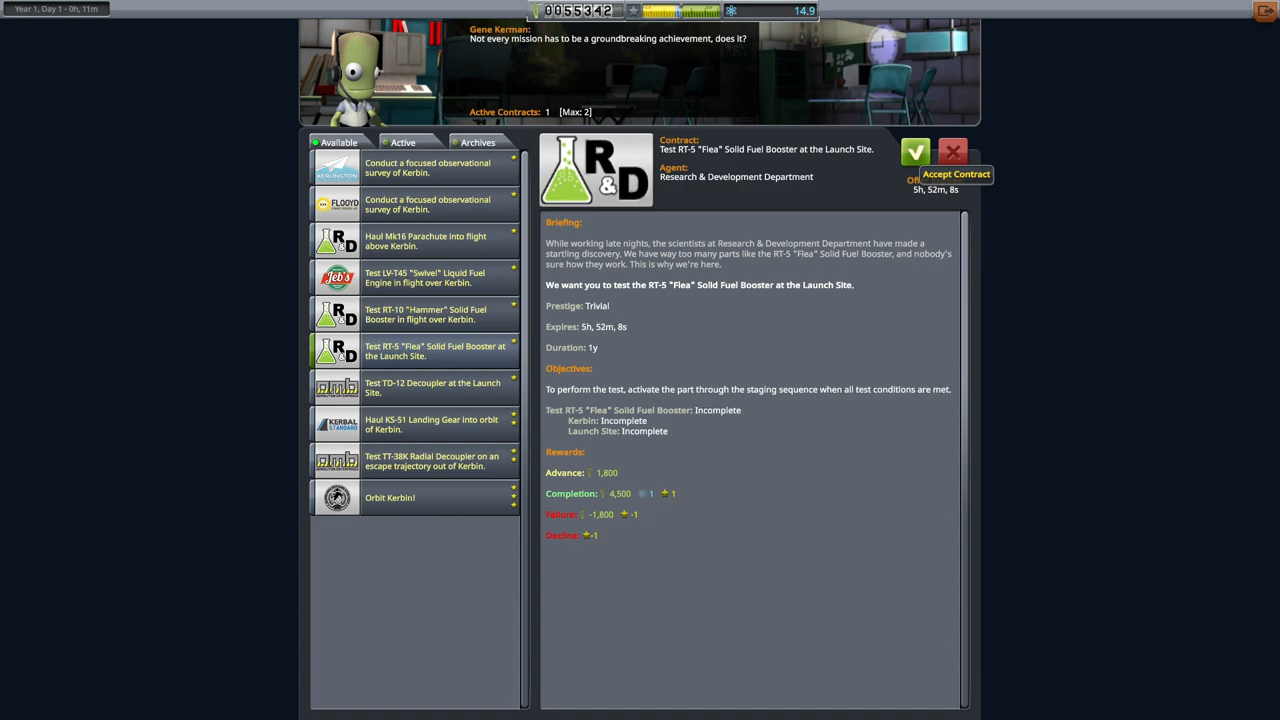 Year 1, Day 1 - 0h, 11m
0055342
14.9
Gene Kerman:
Not every mission has to be a groundbreaking achievement, does it?
Active Contracts: 1 [Max: 2]
Available
Active
Archives
KERLINGTON
Conduct a focused observational
survey of Kerbin.
FLOOYD
Conduct a focused observational
survey of Kerbin.
R&D
Haul Mk16 Parachute into flight
above Kerbin.
Jeb's
Test LV-T45 "Swivel" Liquid Fuel
Engine in flight over Kerbin.
R&D
Test RT-10 "Hammer" Solid Fuel
Booster in flight over Kerbin.
R&D
Test RT-5 "Flea" Solid Fuel Booster at
the Launch Site.
Test TD-12 Decoupler at the Launch
Site.
KERBAL
STANDARD
Haul KS-51 Landing Gear into orbit
of Kerbin.
Test TT-38K Radial Decoupler on an
escape trajectory out of Kerbin.
Orbit Kerbin!
R&D
Contract:
Test RT-5 "Flea" Solid Fuel Booster at the Launch Site.
Agent:
Research & Development Department
Accept Contract
5h, 52m, 8s
Briefing:
While working late nights, the scientists at Research & Development Department have made a
startling discovery. We have way too many parts like the RT-5 "Flea" Solid Fuel Booster, and nobody's
sure how they work. This is why we're here.
We want you to test the RT-5 "Flea" Solid Fuel Booster at the Launch Site.
Prestige: Trivial
Expires: 5h, 52m, 8s
Duration: 1y
Objectives:
To perform the test, activate the part through the staging sequence when all test conditions are met.
Test RT-5 "Flea" Solid Fuel Booster: Incomplete
Kerbin: Incomplete
Launch Site: Incomplete
Rewards:
Advance: 1,800
Completion: 4,500 1 1
Failure: -1,800 -1
Decline: -1